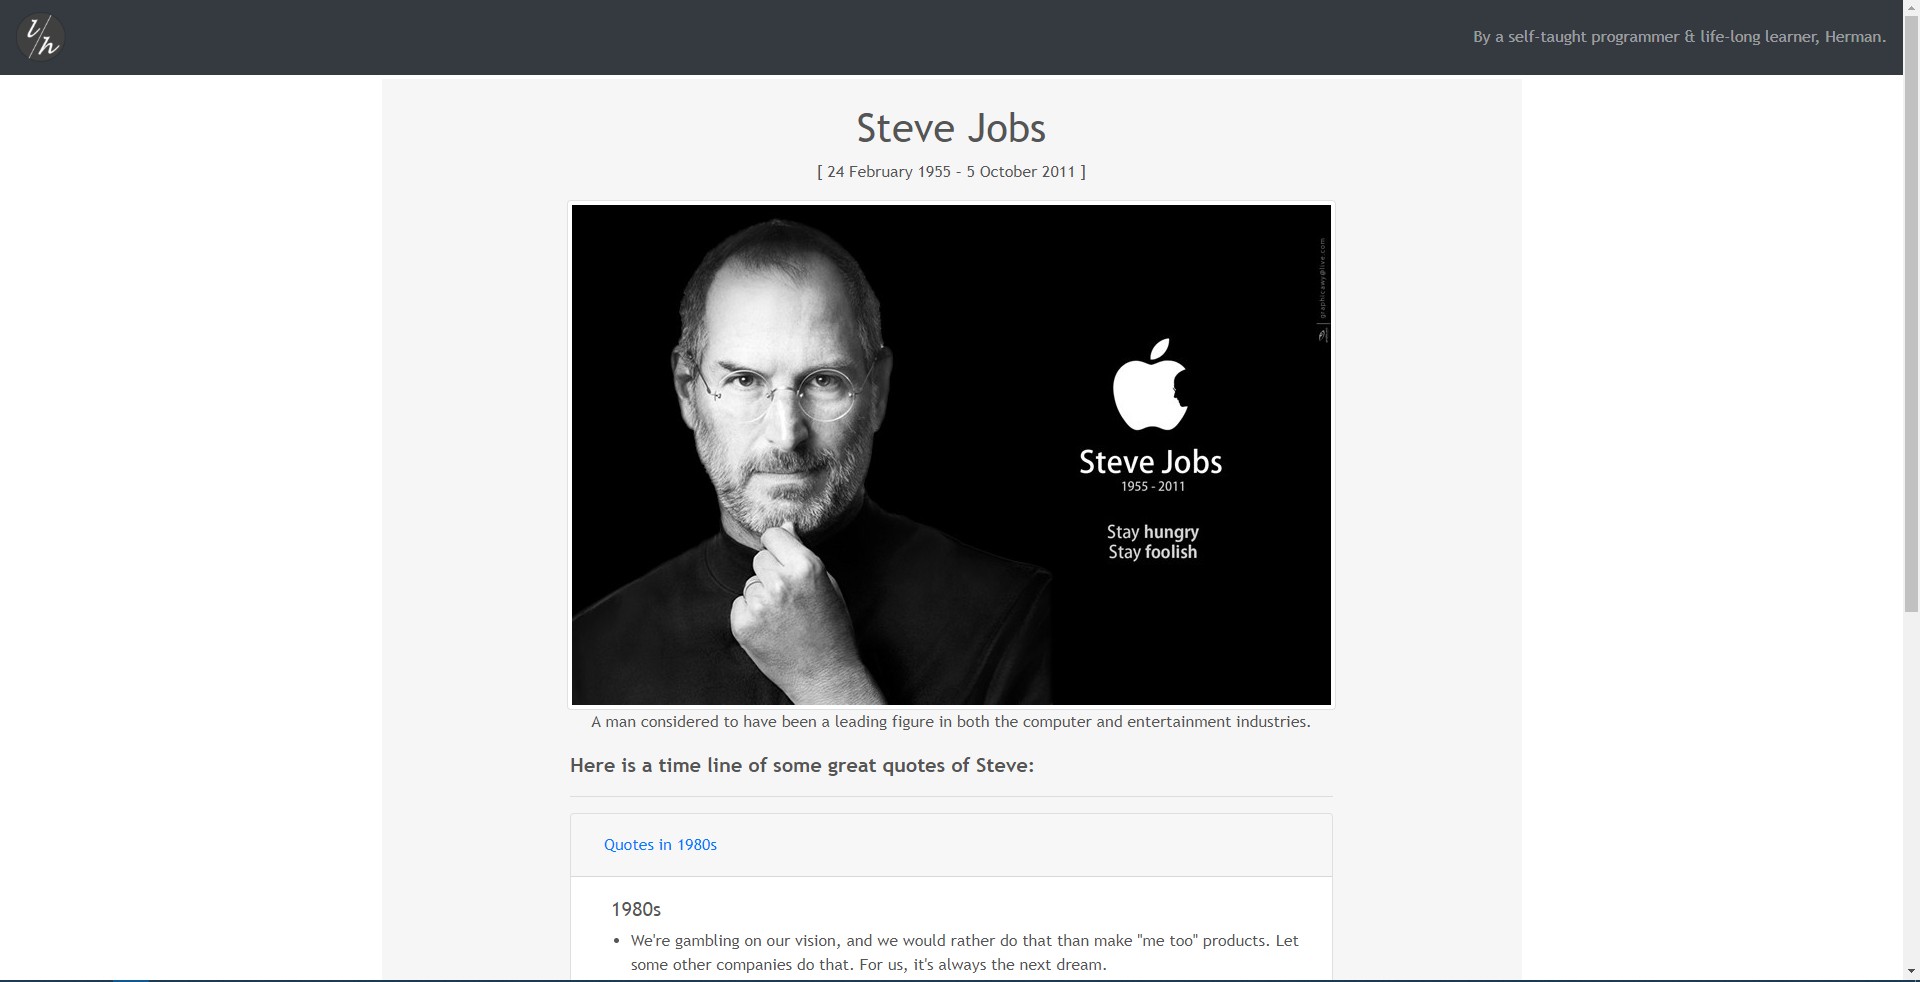 l/h
By a self-taught programmer & life-long learner, Herman.
Steve Jobs
[ 24 February 1955 - 5 October 2011 ]
graphicawy@live.com
Steve Jobs
1955 - 2011
Stay hungry
Stay foolish
A man considered to have been a leading figure in both the computer and entertainment industries.
Here is a time line of some great quotes of Steve:
Quotes in 1980s
1980s
• We're gambling on our vision, and we would rather do that than make "me too" products. Let
some other companies do that. For us, it's always the next dream.